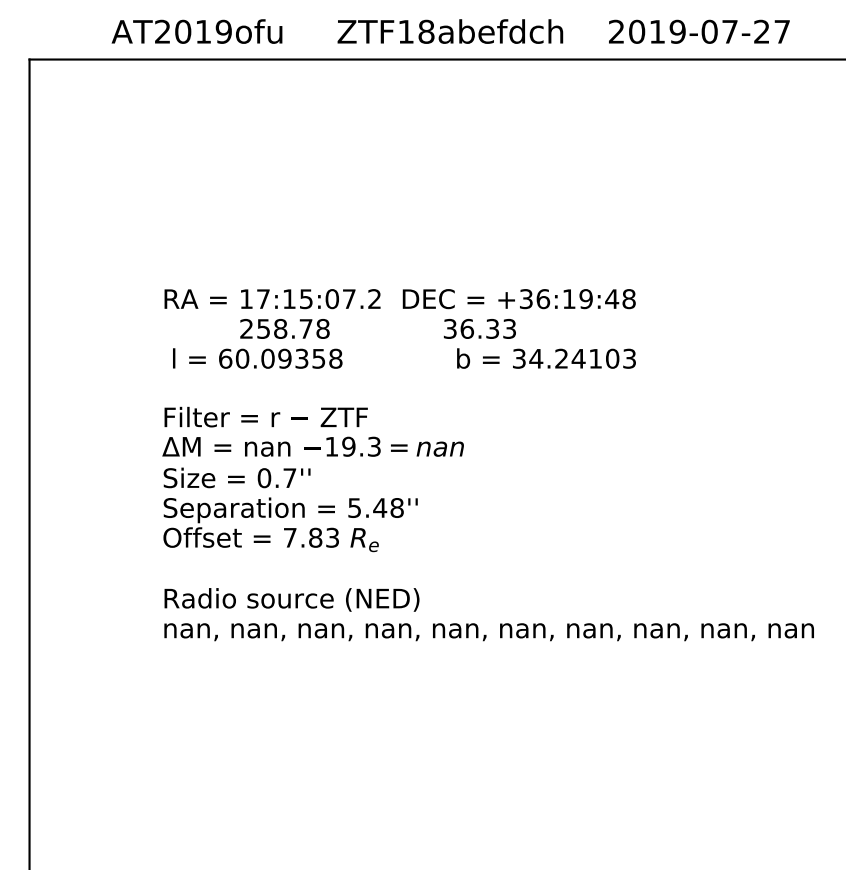 AT2019ofu ZTF18abefdch 2019-07-27
RA = 17:15:07.2 DEC = +36:19:48
258.78 36.33
l = 60.09358 b = 34.24103
Filter = r − ZTF
ΔM = nan −19.3 = nan
Size = 0.7''
Separation = 5.48''
Offset = 7.83 Re
Radio source (NED)
nan, nan, nan, nan, nan, nan, nan, nan, nan, nan